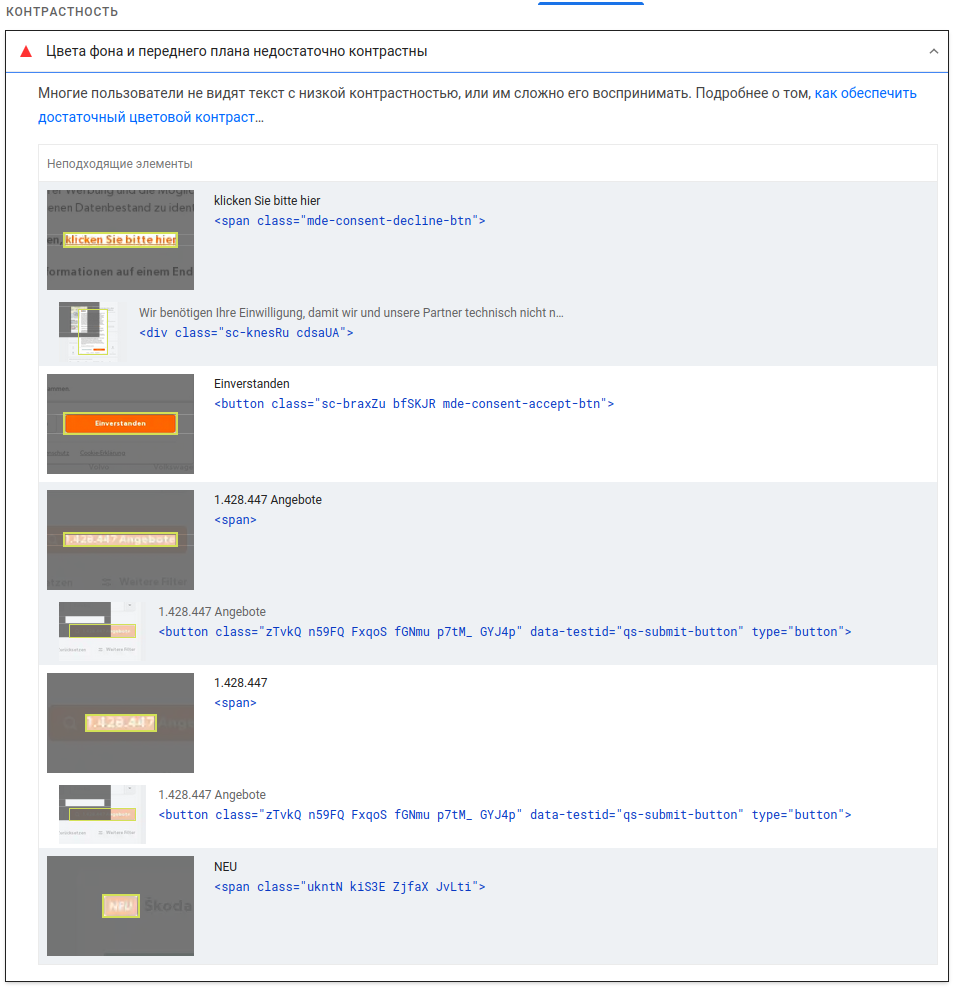 КОНТРАСТНОСТЬ
Цвета фона и переднего плана недостаточно контрастны
Многие пользователи не видят текст с низкой контрастностью, или им сложно его воспринимать. Подробнее о том, как обеспечить
достаточный цветовой контраст…
Неподходящие элементы
enen Datenbestand zu ident
en, klicken Sie bitte hier
formationen auf einem End
klicken Sie bitte hier
<span class="mde-consent-decline-btn">
Wir benötigen Ihre Einwilligung, damit wir und unsere Partner technisch nicht n…
<div class="sc-knesRu cdsaUA">
Einverstanden
Einverstanden
<button class="sc-braxZu bfSKJR mde-consent-accept-btn">
1.428.447 Angebote
Weitere Filter
1.428.447 Angebote
<span>
1.428.447 Angebote
<button class="zTvkQ n59FQ FxqoS fGNmu p7tM_ GYJ4p" data-testid="qs-submit-button" type="button">
1.428.447 Ange
1.428.447
<span>
1.428.447 Angebote
<button class="zTvkQ n59FQ FxqoS fGNmu p7tM_ GYJ4p" data-testid="qs-submit-button" type="button">
NEU Škoda
NEU
<span class="ukntN kiS3E ZjfaX JvLti">